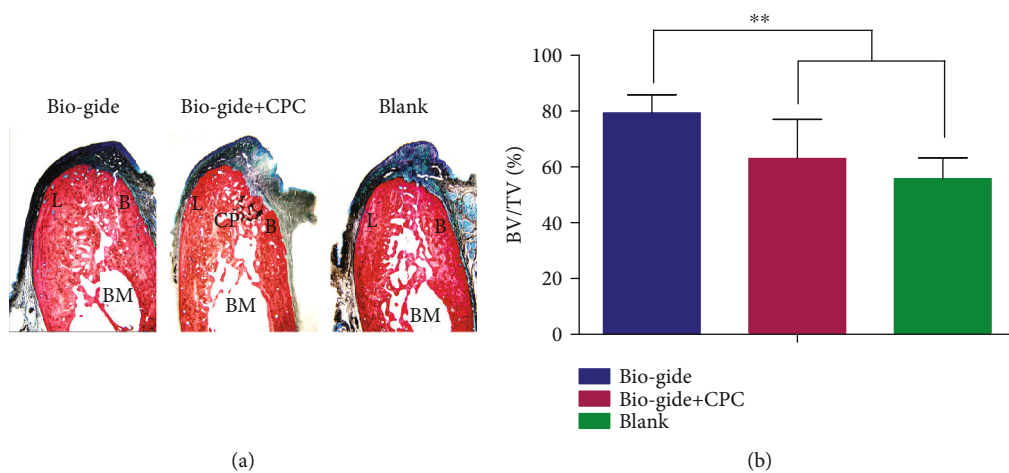 Bio-gide
Bio-gide+CPC
Blank
L
B
BM
L
CP
B
BM
L
B
BM
(a)
**
BV/TV (%)
100
80
60
40
20
0
Bio-gide
Bio-gide+CPC
Blank
(b)